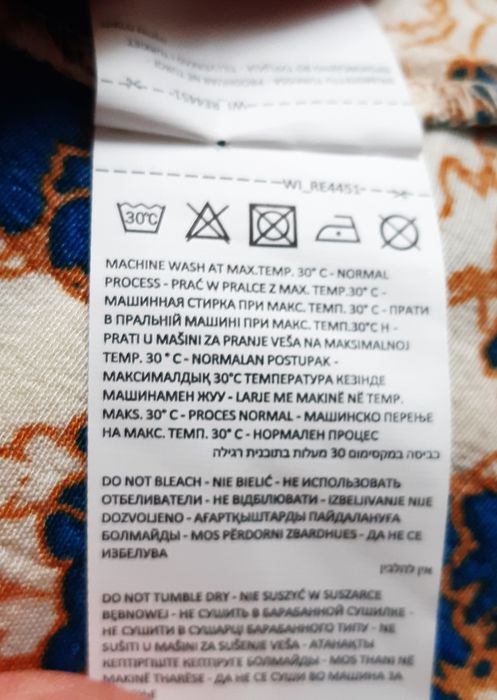 WI_RE4451-
WI_RE4451-
30°C
MACHINE WASH AT MAX.TEMP. 30° C - NORMAL
PROCESS - PRAĆ W PRALCE Z MAX. TEMP.30°C -
МАШИННАЯ СТИРКА ПРИ МАКС. ТЕМП. 30°C - ПРАТИ
В ПРАЛЬНІЙ МАШИНІ ПРИ МАКС. ТЕМП.30°C Н -
PRATI U MAŠINI ZA PRANJE VEŠA NA MAKSIMALNOJ
TEMP. 30 ° C - NORMALAN POSTUPAK -
МАКСИМАЛДЫҚ 30°C ТЕМПЕРАТУРА КЕЗІНДЕ
МАШИНАМЕН ЖУУ - LARJE ME MAKINË NË TEMP.
MAKS. 30° C - PROCES NORMAL - МАШИНСКО ПЕРЕЊЕ
НА МАКС. ТЕМП. 30° C - НОРМАЛЕН ПРОЦЕС
כביסה במקסימום 30 מעלות בתוכנית רגילה
DO NOT BLEACH - NIE BIELIĆ - НЕ ИСПОЛЬЗОВАТЬ
ОТБЕЛИВАТЕЛИ - НЕ ВІДБІЛЮВАТИ - IZBELJIVANJE NIJE
DOZVOLJENO - АҒАРТҚЫШТАРДЫ ПАЙДАЛАНУҒА
БОЛМАЙДЫ - MOS PËRDORNI ZBARDHUES - ДА НЕ СЕ
ИЗБЕЛУВА
אין להלבין
DO NOT TUMBLE DRY - NIE SUSZYĆ W SUSZARCE
BĘBNOWEJ - НЕ СУШИТЬ В БАРАБАННОЙ СУШИЛКЕ -
НЕ СУШИТИ В СУШАРЦІ БАРАБАННОГО ТИПУ - NE
SUŠITI U MAŠINI ZA SUŠENJE VEŠA - АТАНАҚТЫ
КЕПТІРГІШТЕ КЕПТІРУГЕ БОЛМАЙДЫ - MOS THANI NË
MAKINË THARËSE - ДА НЕ СЕ СУШИ ВО МАШИНА ЗА